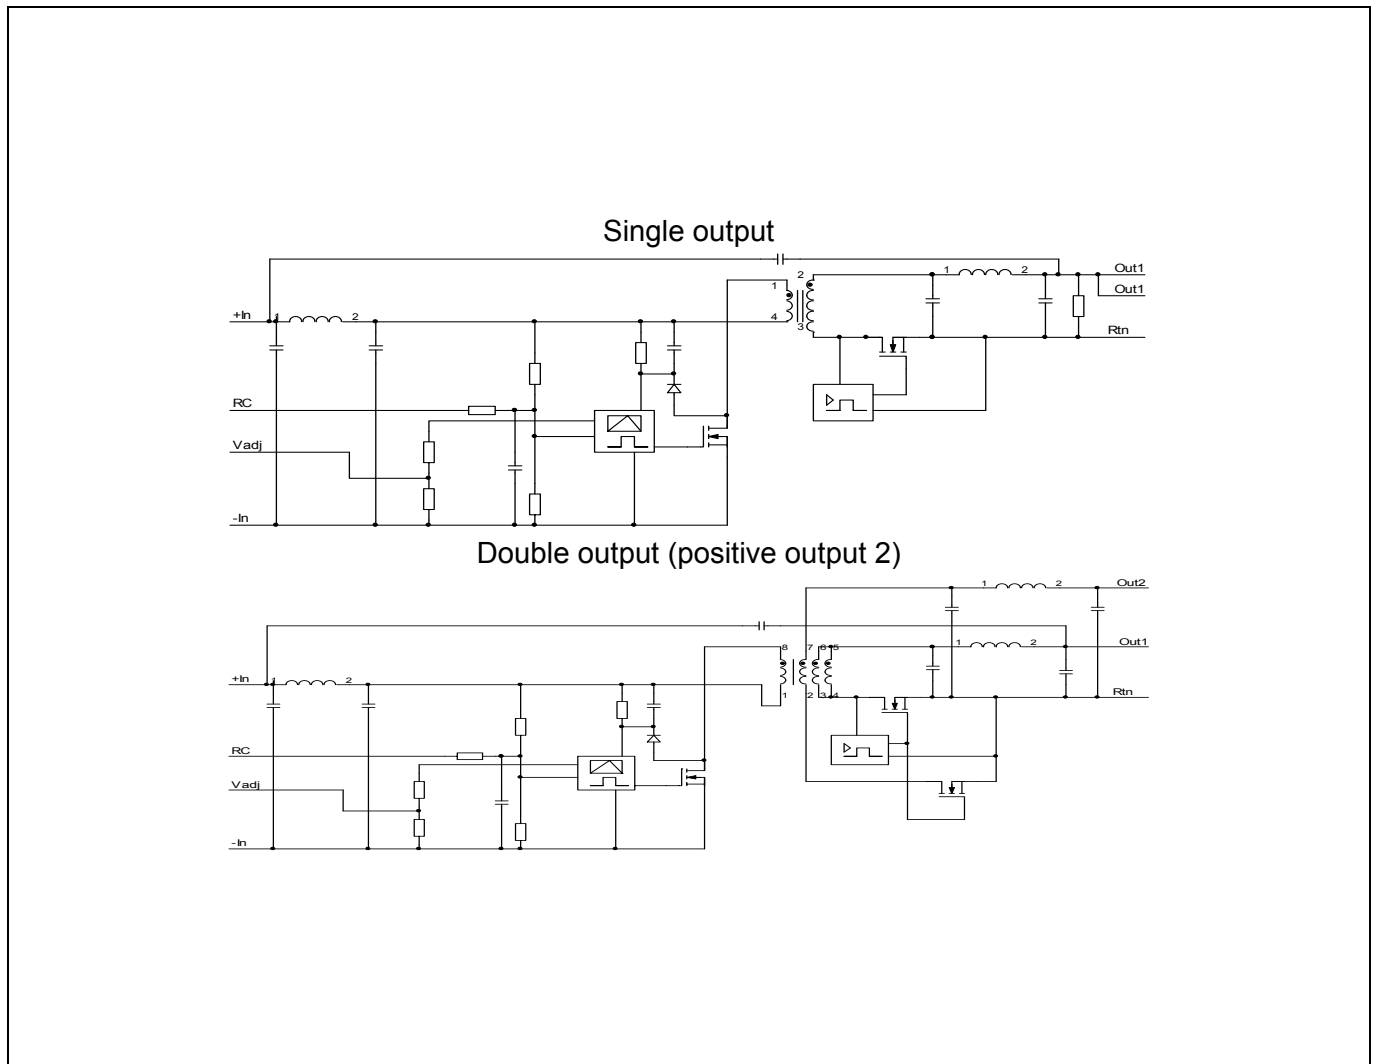 Single output
1 2 Out1
2
1
Out1
+In 1 2 4 3 Rtn
RC
Vadj
-In
Double output (positive output 2)
1 2 Out2
8 7 6 5 1 2 Out1
+In 1 2 1 2 3 4 Rtn
RC
Vadj
-In